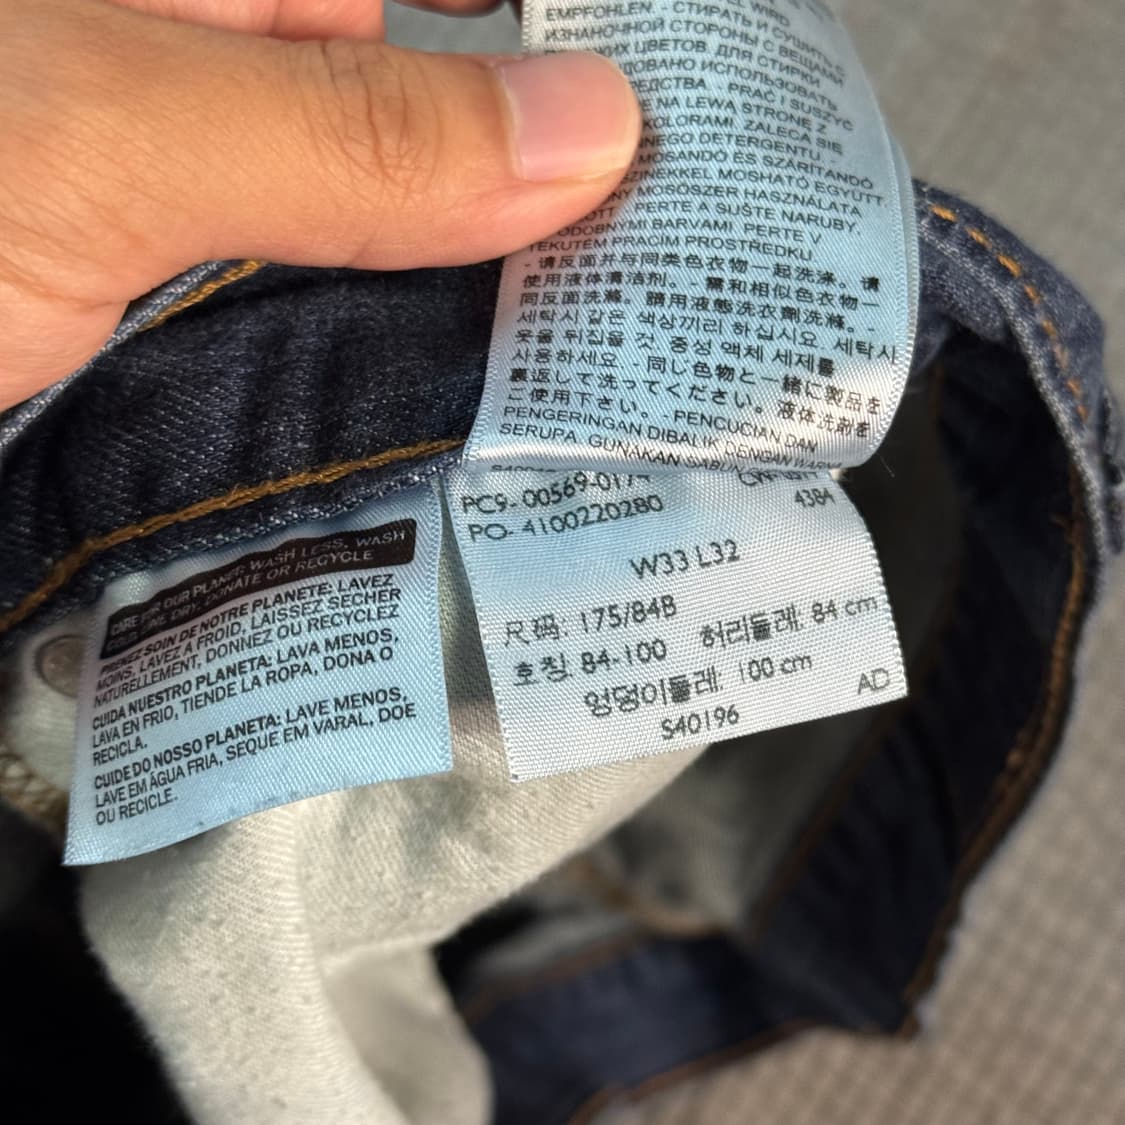 EL WIRD
EMPFOHLEN. - СТИРАТЬ И СУШИТЬ С
ИЗНАНОЧНОЙ СТОРОНЫ С ВЕЩАМИ
ЦВЕТОВ. ДЛЯ СТИРКИ
ИСПОЛЬЗОВАТЬ
- PRAĆ I SUSZYĆ
NA LEWĄ STRONĘ Z
KOLORAMI. ZALECA SIĘ
DETERGENTU. -
MOSANDÓ ÉS SZÁRÍTANDÓ
MOSHATÓ EGYÜTT.
MOSÓSZER HASZNÁLATA
PERTE A SUŠTE NARUBY,
BARVAMI. PERTE V
TEKUTÉM PRACÍM PROSTŘEDKU
- 请反面并与同类色衣物一起洗涤。请
使用液体清洁剂。- 需和相似色衣物一
同反面洗滌。請用液態洗衣劑洗滌。-
세탁시 같은 색상끼리 하십시요. 세탁시
옷을 뒤집을 것. 중성 액체 세제를
사용하세요. - 同じ色物と一緒に製品を
裏返して洗ってください。液体洗剤を
ご使用下さい。- PENCUCIAN DAN
PENGERINGAN DIBALIK DENGAN WARNA
SERUPA. GUNAKAN SABUN
PC9- 00569-0174
PO- 4100220280
4384
W33 L32
尺码: 175/84B
허리둘레: 84 cm
호칭 84-100
엉덩이둘레: 100 cm
AD
S40196
CARE FOR OUR PLANET: WASH LESS, WASH
LINE DRY, DONATE OR RECYCLE
PRENEZ SOIN DE NOTRE PLANETE: LAVEZ
MOINS, LAVEZ A FROID, LAISSEZ SECHER
NATURELLEMENT, DONNEZ OU RECYCLEZ
CUIDA NUESTRO PLANETA: LAVA MENOS,
LAVA EN FRIO, TIENDE LA ROPA, DONA O
RECICLA.
CUIDE DO NOSSO PLANETA: LAVE MENOS,
LAVE EM ÁGUA FRIA, SEQUE EM VARAL, DOE
OU RECICLE.